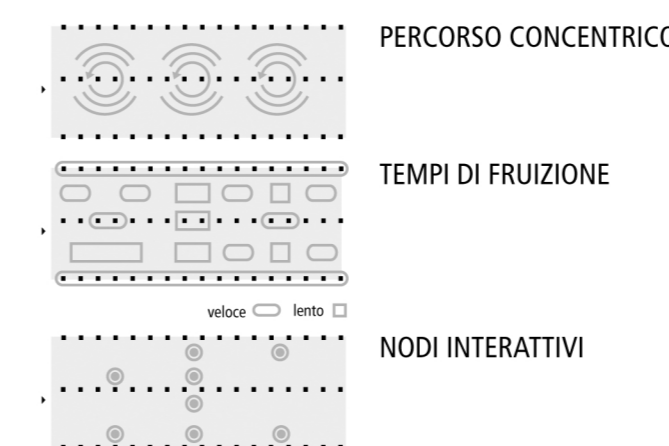 PERCORSO CONCENTRICO
TEMPI DI FRUIZIONE
veloce lento
NODI INTERATTIVI